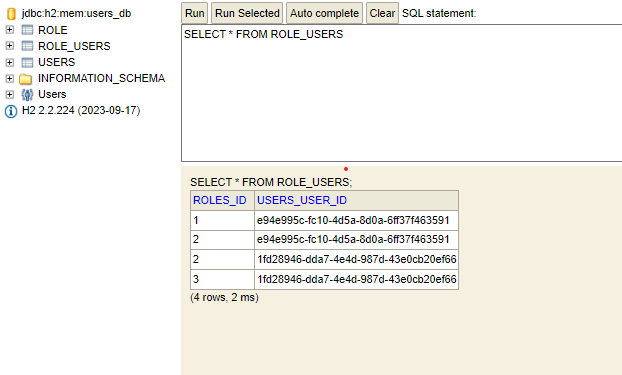 jdbc:h2:mem:users_db
ROLE
ROLE_USERS
USERS
INFORMATION_SCHEMA
Users
H2 2.2.224 (2023-09-17)
Run Run Selected Auto complete Clear SQL statement:
SELECT * FROM ROLE_USERS
SELECT * FROM ROLE_USERS;
ROLES_ID USERS_USER_ID
1 e94e995c-fc10-4d5a-8d0a-6ff37f463591
2 e94e995c-fc10-4d5a-8d0a-6ff37f463591
2 1fd28946-dda7-4e4d-987d-43e0cb20ef66
3 1fd28946-dda7-4e4d-987d-43e0cb20ef66
(4 rows, 2 ms)